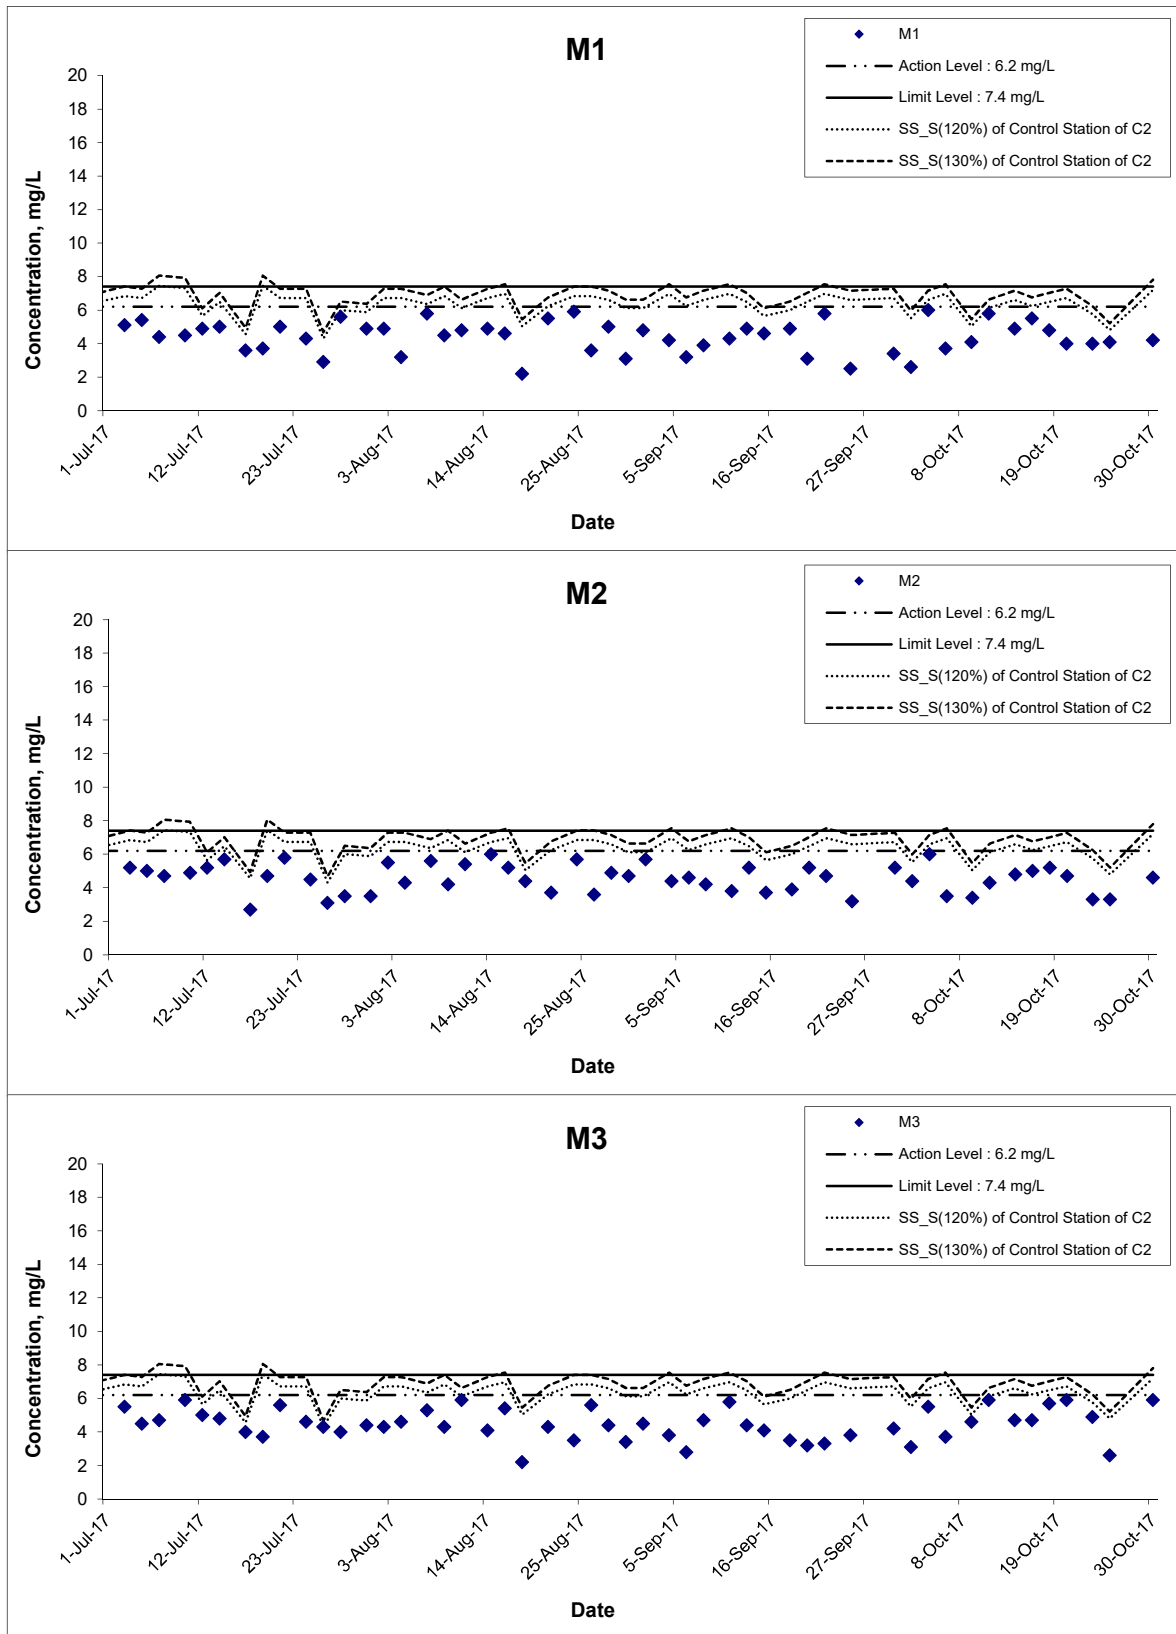 M1
M1
Action Level : 6.2 mg/L
Limit Level : 7.4 mg/L
SS_S(120%) of Control Station of C2
SS_S(130%) of Control Station of C2
Concentration, mg/L
20
18
16
14
12
10
8
6
4
2
0
1-Jul-17 12-Jul-17 23-Jul-17 3-Aug-17 14-Aug-17 25-Aug-17 5-Sep-17 16-Sep-17 27-Sep-17 8-Oct-17 19-Oct-17 30-Oct-17
Date
M2
M2
Action Level : 6.2 mg/L
Limit Level : 7.4 mg/L
SS_S(120%) of Control Station of C2
SS_S(130%) of Control Station of C2
Concentration, mg/L
20
18
16
14
12
10
8
6
4
2
0
1-Jul-17 12-Jul-17 23-Jul-17 3-Aug-17 14-Aug-17 25-Aug-17 5-Sep-17 16-Sep-17 27-Sep-17 8-Oct-17 19-Oct-17 30-Oct-17
Date
M3
M3
Action Level : 6.2 mg/L
Limit Level : 7.4 mg/L
SS_S(120%) of Control Station of C2
SS_S(130%) of Control Station of C2
Concentration, mg/L
20
18
16
14
12
10
8
6
4
2
0
1-Jul-17 12-Jul-17 23-Jul-17 3-Aug-17 14-Aug-17 25-Aug-17 5-Sep-17 16-Sep-17 27-Sep-17 8-Oct-17 19-Oct-17 30-Oct-17
Date